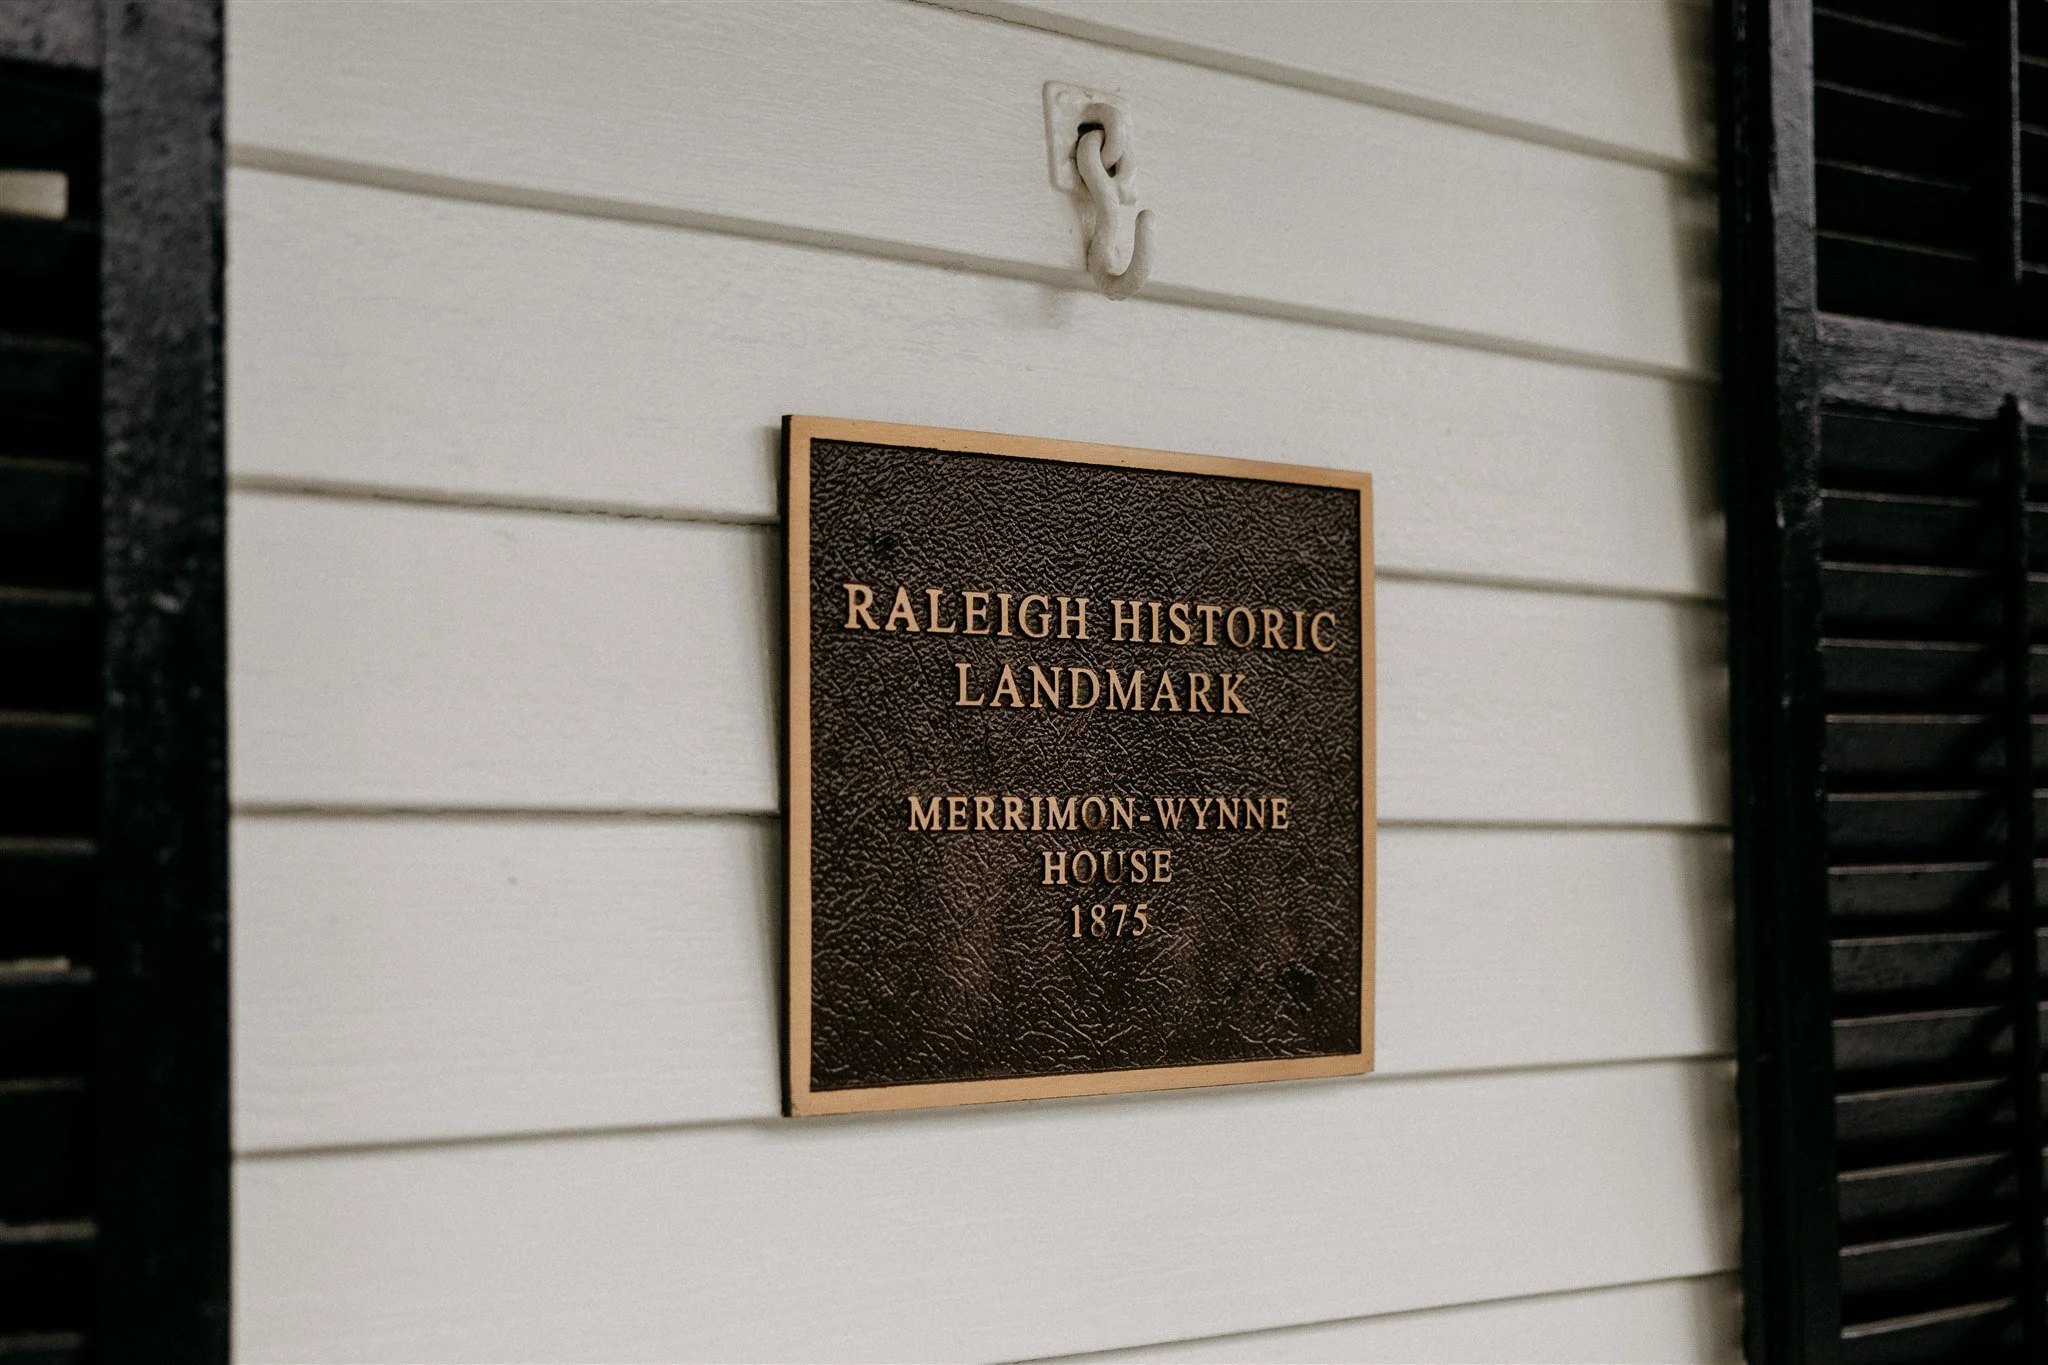 RALEIGH HISTORIC
LANDMARK
MERRIMON-WYNNE
HOUSE
1875